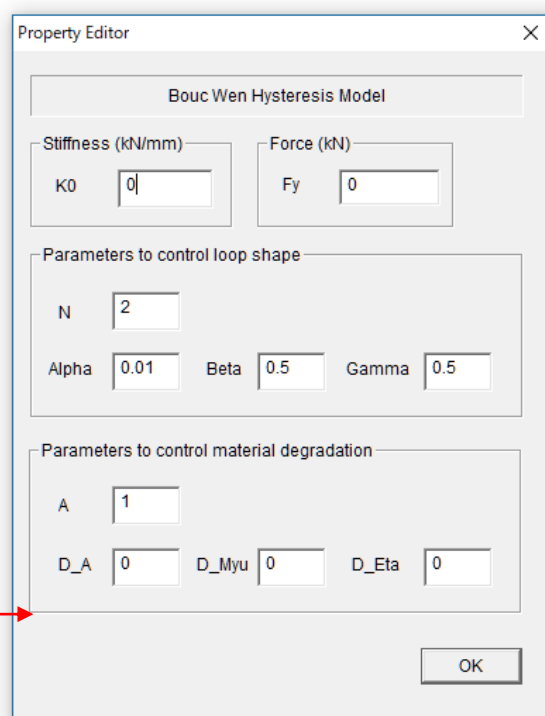 Property Editor
Bouc Wen Hysteresis Model
Stiffness (kN/mm) Force (kN)
K0 0 Fy 0
Parameters to control loop shape
N 2
Alpha 0.01 Beta 0.5 Gamma 0.5
Parameters to control material degradation
A 1
D_A 0 D_Myu 0 D_Eta 0
OK